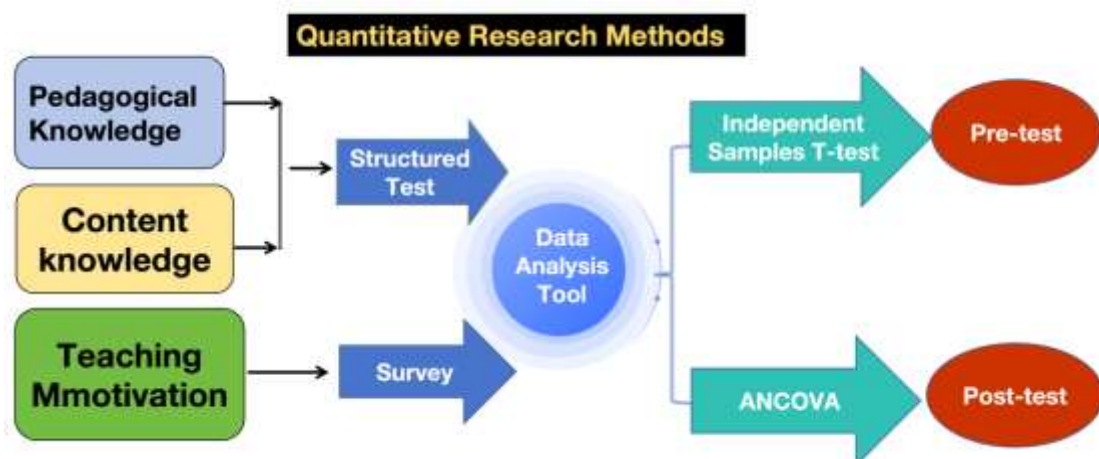 Quantitative Research Methods
Pedagogical
Knowledge
Content
knowledge
Teaching
Mmotivation
Structured
Test
Survey
Data
Analysis
Tool
Independent
Samples T-test
Pre-test
ANCOVA
Post-test